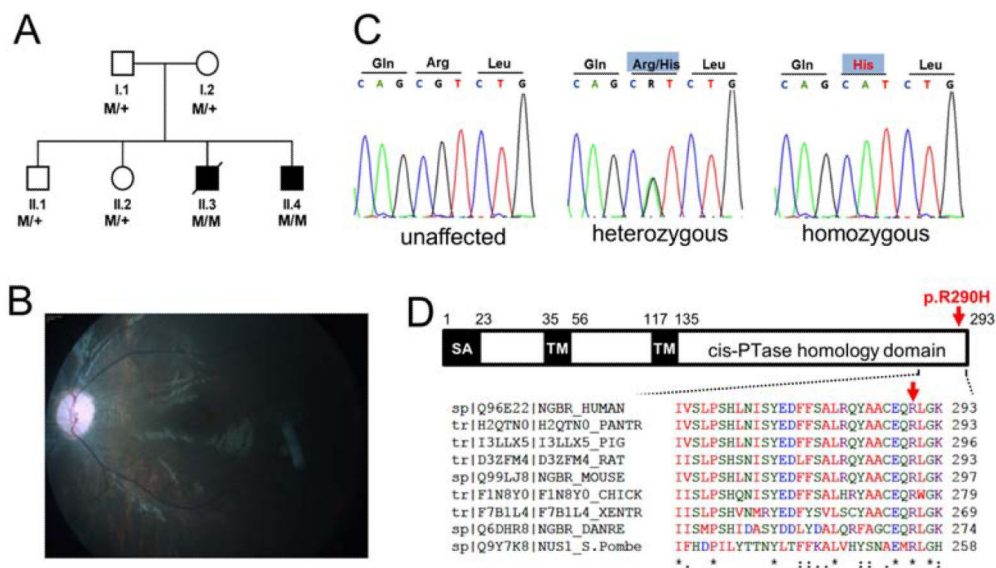 A
I.1
I.2
M/+
M/+
II.1
II.2
II.3
II.4
M/+
M/+
M/M
M/M
B
C
Gln Arg Leu
C A G C G T C T G
unaffected
Gln Arg/His Leu
C A G C R T C T G
heterozygous
Gln His Leu
C A G C A T C T G
homozygous
D
p.R290H
1 23 35 56 117 135 293
SA TM TM cis-PTase homology domain
sp|Q96E22|NGBR_HUMAN IVSLPSHLNISYEDFFSALRQYAACEQRLGK 293
tr|H2QTN0|H2QTN0_PANTR IVSLPSHLNISYEDFFSALRQYAACEQRLGK 293
tr|I3LLX5|I3LLX5_PIG IVSLPSHLNISYEDFFSALRQYAACEQRLGK 296
tr|D3ZFM4|D3ZFM4_RAT IISLPSHSNISYEDLFSALRQYAACEQRLGK 293
sp|Q99LJ8|NGBR_MOUSE IVSLPSHLNISYEDFFSALRQYAACEQRLGK 297
tr|F1N8Y0|F1N8Y0_CHICK IISLPSHQNISYEDFFSALHRYAACEQRWGK 279
tr|F7B1L4|F7B1L4_XENTR IISLPSHVNMRYEDFYSVLSCYAACEQRLGK 269
sp|Q6DHR8|NGBR_DANRE IISMPSHIDASYDDLYDALQRFAGCEQRLGK 274
sp|Q9Y7K8|NUS1_S.Pombe IFHDPILYTTNYLTFFKALVHYSNAEMRLGH 258
*. * * ::..* :: .* * *: